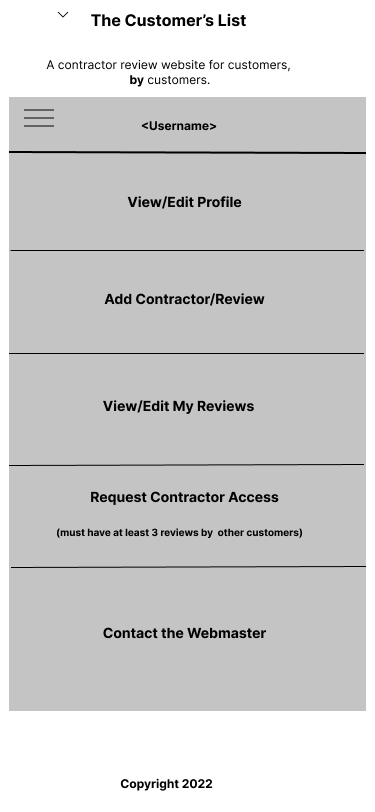 The Customer’s List
A contractor review website for customers,
by customers.
<Username>
View/Edit Profile
Add Contractor/Review
View/Edit My Reviews
Request Contractor Access
(must have at least 3 reviews by  other customers)
Contact the Webmaster
Copyright 2022